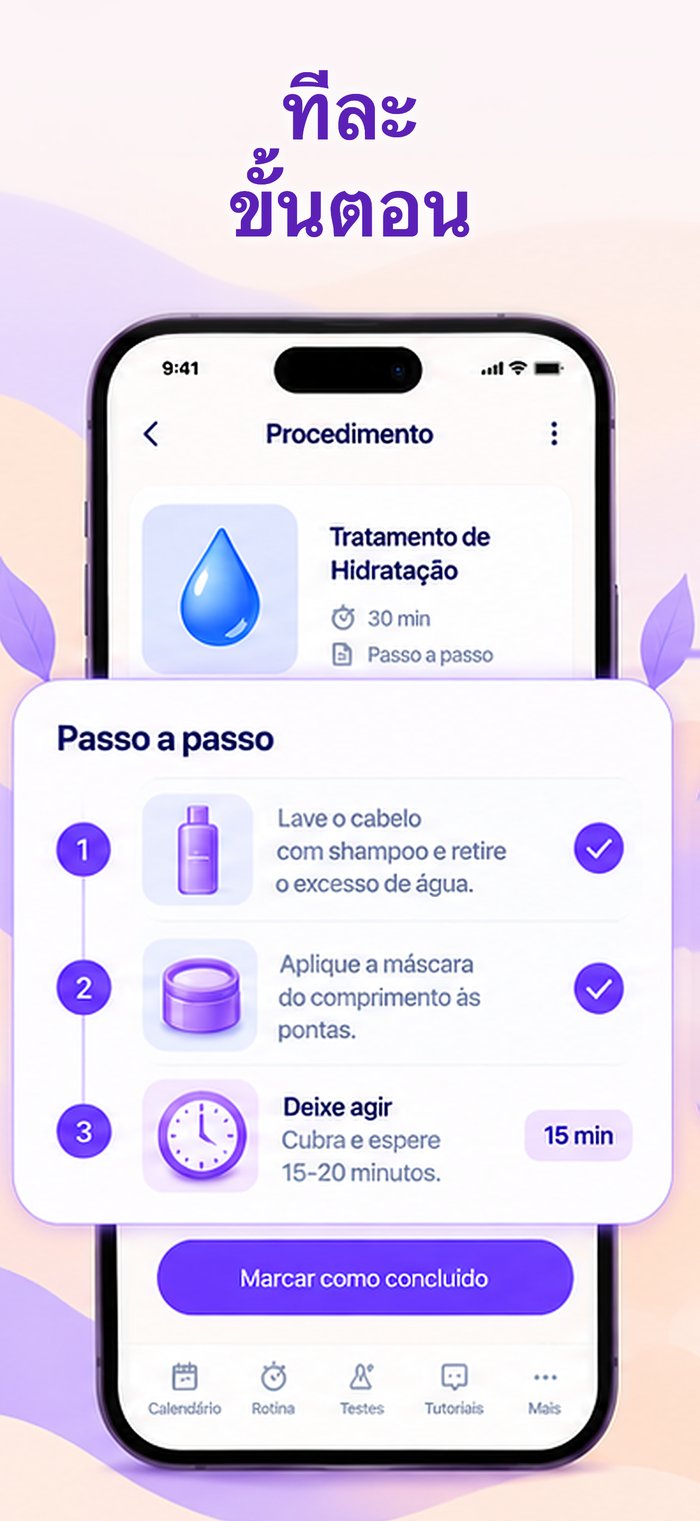 ทีละ
ขั้นตอน
9:41
Procedimento
Tratamento de
Hidratação
30 min
Passo a passo
Passo a passo
1
Lave o cabelo
com shampoo e retire
o excesso de água.
2
Aplique a máscara
do comprimento às
pontas.
3
Deixe agir
Cubra e espere
15-20 minutos.
15 min
Marcar como concluido
Calendário
Rotina
Testes
Tutoriais
Mais